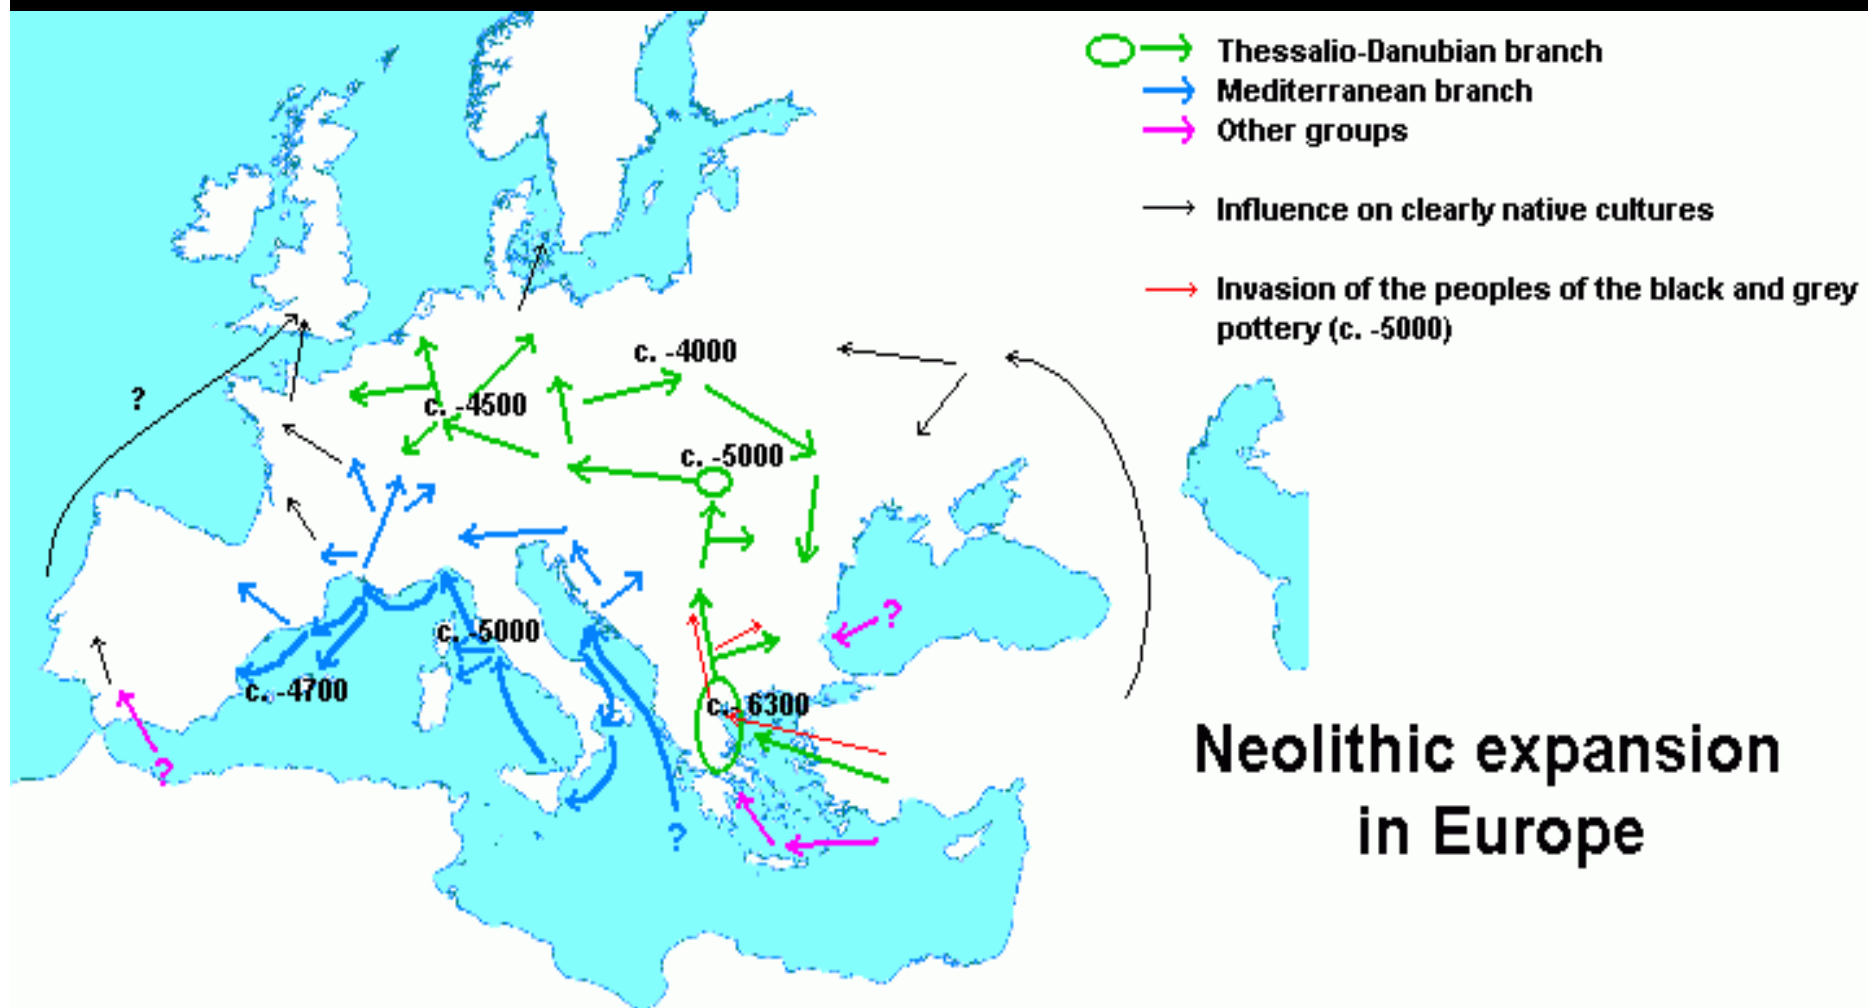 Thessalio-Danubian branch
Mediterranean branch
Other groups
Influence on clearly native cultures
Invasion of the peoples of the black and grey
pottery (c. -5000)
c. -4000
?
c. -4500
c. -5000
?
c. -5000
c. -4700
c. - 6300
?
?
Neolithic expansion
in Europe